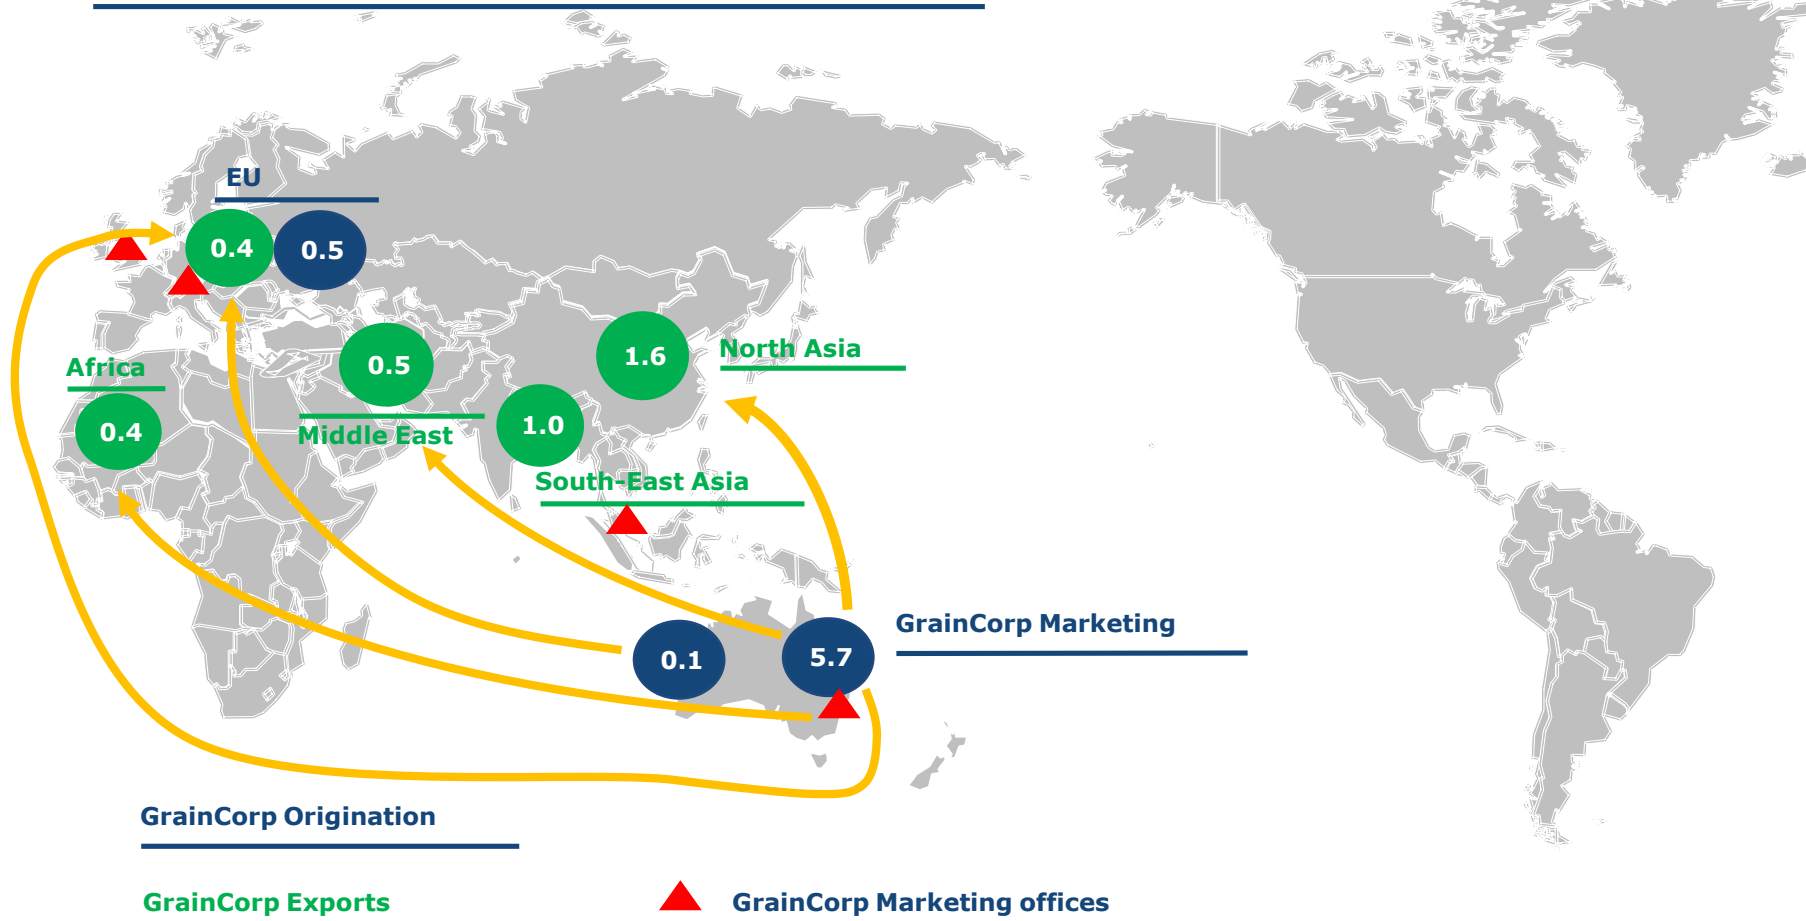 EU
0.4
0.5
1.6
North Asia
0.5
Africa
1.0
0.4
Middle East
South-East Asia
GrainCorp Marketing
0.1
5.7
GrainCorp Origination
GrainCorp Exports
GrainCorp Marketing offices